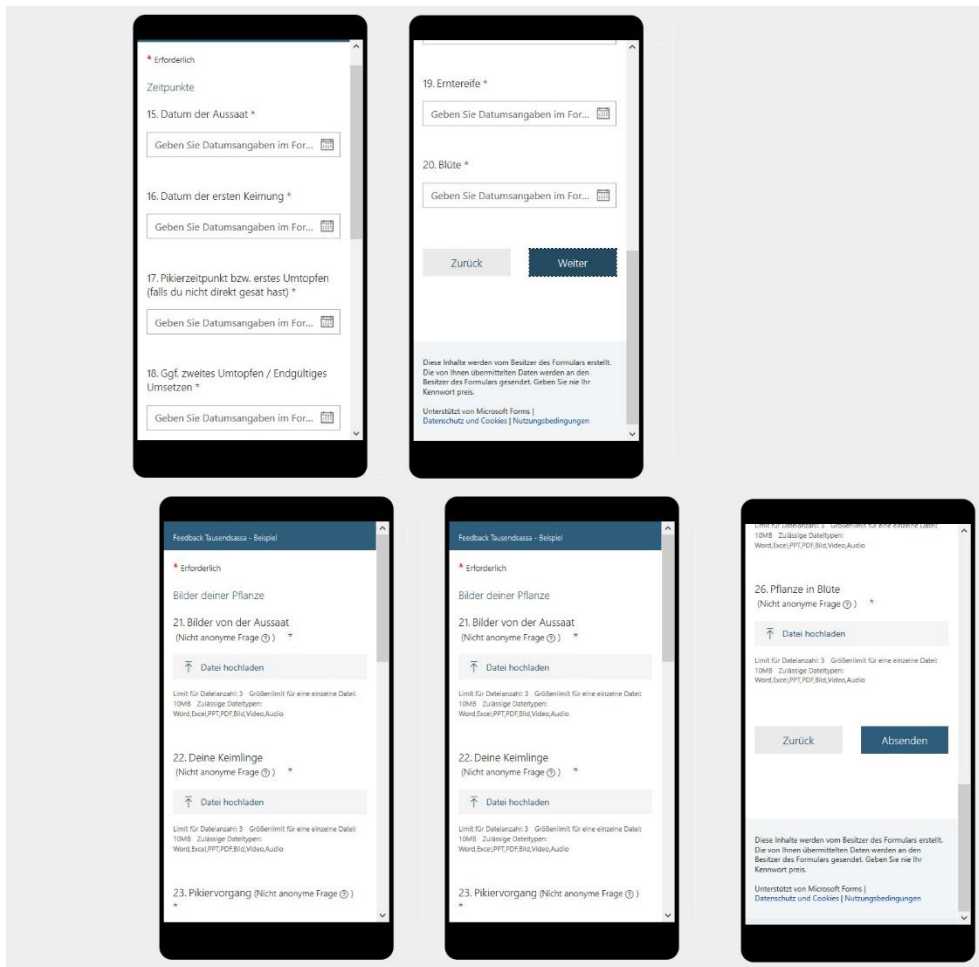 * Erforderlich
Zeitpunkte
15. Datum der Aussaat *
Geben Sie Datumsangaben im For...
16. Datum der ersten Keimung *
Geben Sie Datumsangaben im For...
17. Pikierzeitpunkt bzw. erstes Umtopfen
(falls du nicht direkt gesät hast) *
Geben Sie Datumsangaben im For...
18. Ggf. zweites Umtopfen / Endgültiges
Umsetzen *
Geben Sie Datumsangaben im For...
19. Erntereife *
Geben Sie Datumsangaben im For...
20. Blüte *
Geben Sie Datumsangaben im For...
Zurück Weiter
Diese Inhalte werden vom Besitzer des Formulars erstellt.
Die von Ihnen übermittelten Daten werden an den
Besitzer des Formulars gesendet. Geben Sie nie Ihr
Kennwort preis.
Unterstützt von Microsoft Forms |
Datenschutz und Cookies | Nutzungsbedingungen
Feedback Tausendsassa - Beispiel
* Erforderlich
Bilder deiner Pflanze
21. Bilder von der Aussaat
(Nicht anonyme Frage ?) *
Datei hochladen
Limit für Dateianzahl: 3 Größenlimit für eine einzelne Datei:
10MB Zulässige Dateitypen:
Word,Excel,PPT,PDF,Bild,Video,Audio
22. Deine Keimlinge
(Nicht anonyme Frage ?) *
Datei hochladen
Limit für Dateianzahl: 3 Größenlimit für eine einzelne Datei:
10MB Zulässige Dateitypen:
Word,Excel,PPT,PDF,Bild,Video,Audio
23. Pikiervorgang (Nicht anonyme Frage ?)
*
Feedback Tausendsassa - Beispiel
* Erforderlich
Bilder deiner Pflanze
21. Bilder von der Aussaat
(Nicht anonyme Frage ?) *
Datei hochladen
Limit für Dateianzahl: 3 Größenlimit für eine einzelne Datei:
10MB Zulässige Dateitypen:
Word,Excel,PPT,PDF,Bild,Video,Audio
22. Deine Keimlinge
(Nicht anonyme Frage ?) *
Datei hochladen
Limit für Dateianzahl: 3 Größenlimit für eine einzelne Datei:
10MB Zulässige Dateitypen:
Word,Excel,PPT,PDF,Bild,Video,Audio
23. Pikiervorgang (Nicht anonyme Frage ?)
*
Limit für Dateianzahl: 3 Größenlimit für eine einzelne Datei:
10MB Zulässige Dateitypen:
Word,Excel,PPT,PDF,Bild,Video,Audio
26. Pflanze in Blüte
(Nicht anonyme Frage ?) *
Datei hochladen
Limit für Dateianzahl: 3 Größenlimit für eine einzelne Datei:
10MB Zulässige Dateitypen:
Word,Excel,PPT,PDF,Bild,Video,Audio
Zurück Absenden
Diese Inhalte werden vom Besitzer des Formulars erstellt.
Die von Ihnen übermittelten Daten werden an den
Besitzer des Formulars gesendet. Geben Sie nie Ihr
Kennwort preis.
Unterstützt von Microsoft Forms |
Datenschutz und Cookies | Nutzungsbedingungen